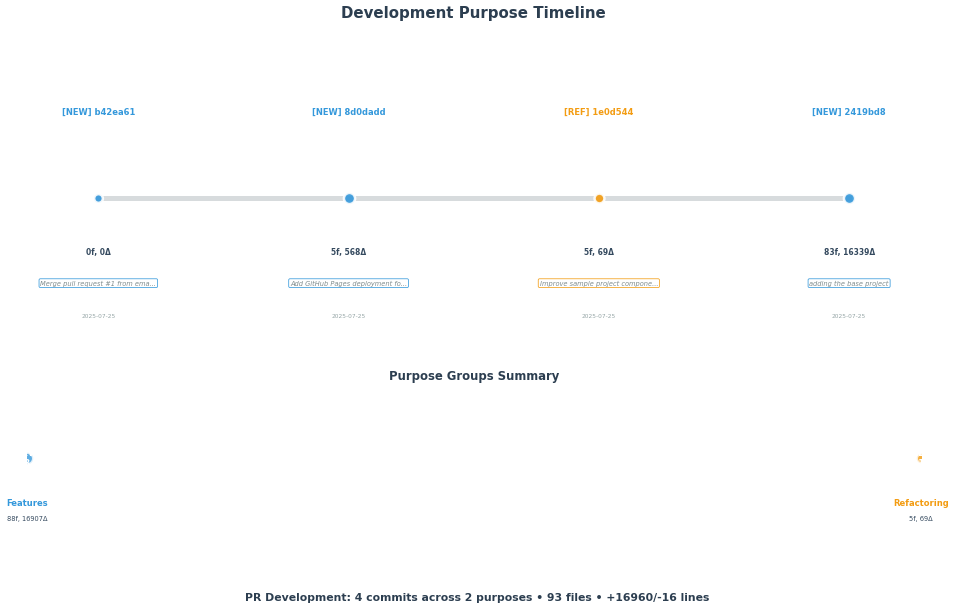 Development Purpose Timeline
[NEW] b42ea61
[NEW] 8d0dadd
[REF] 1e0d544
[NEW] 2419bd8
0f, 0Δ
5f, 568Δ
5f, 69Δ
83f, 16339Δ
Merge pull request #1 from ema...
Add GitHub Pages deployment fo...
Improve sample project compone...
adding the base project
2025-07-25
2025-07-25
2025-07-25
2025-07-25
Purpose Groups Summary
Features
Refactoring
88f, 16907Δ
5f, 69Δ
PR Development: 4 commits across 2 purposes • 93 files • +16960/-16 lines